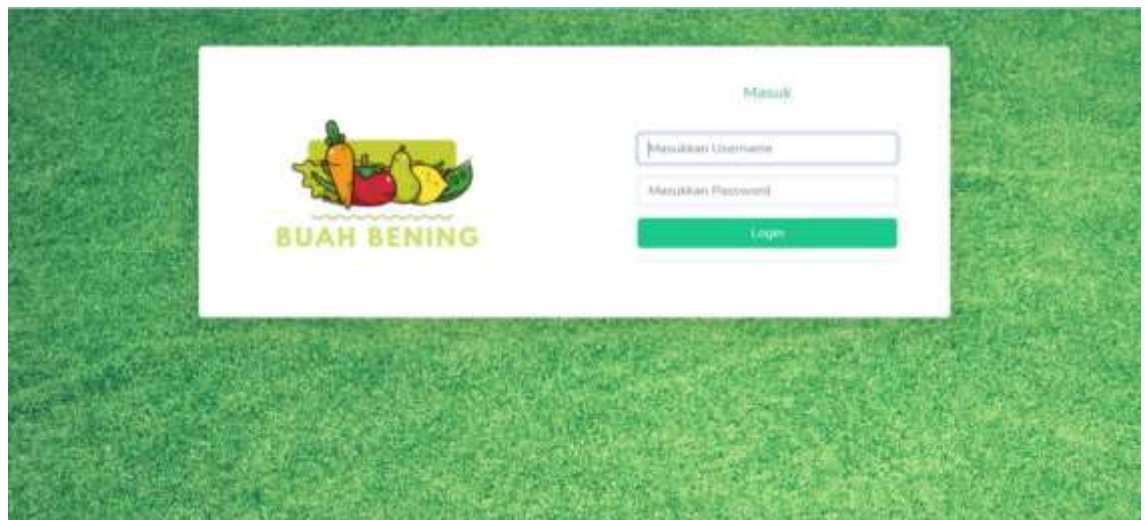 Masuk
Masukkan Username
Masukkan Password
Login
BUAH BENING